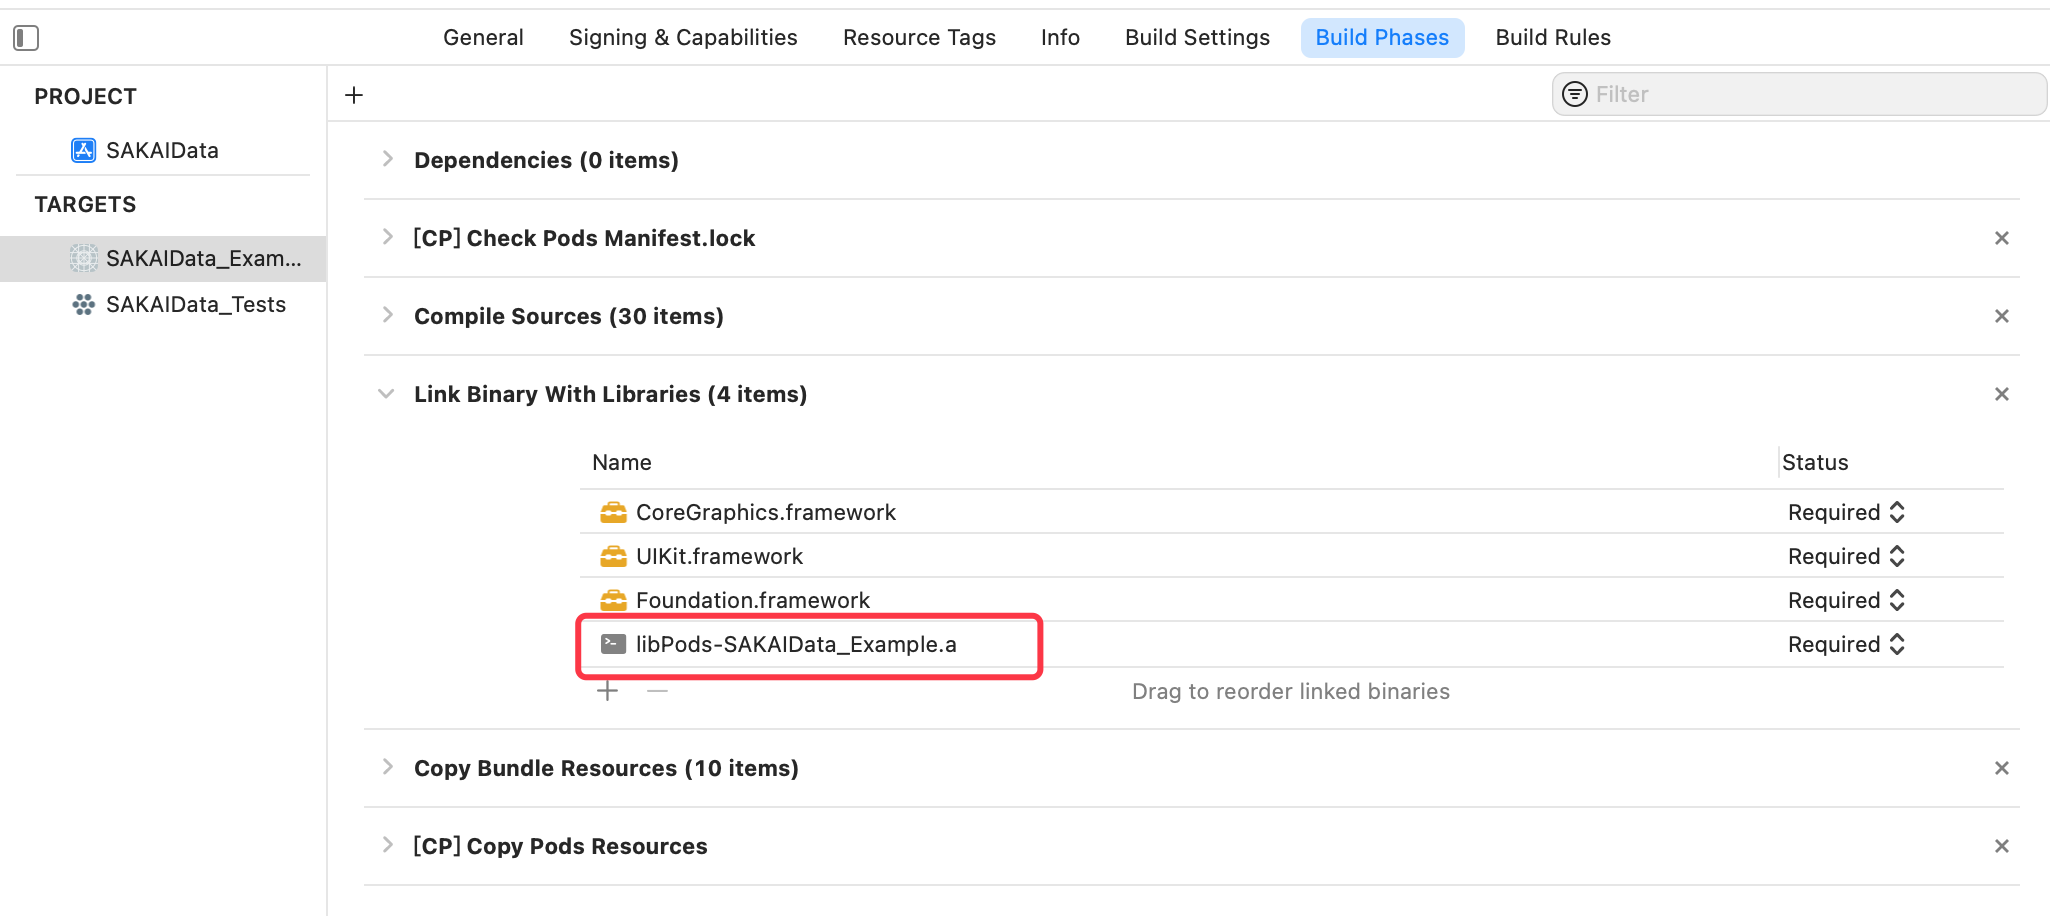 General Signing & Capabilities Resource Tags Info Build Settings Build Phases Build Rules
PROJECT
SAKAIData
TARGETS
SAKAIData_Exam...
SAKAIData_Tests
+ Filter
Dependencies (0 items)
[CP] Check Pods Manifest.lock
Compile Sources (30 items)
Link Binary With Libraries (4 items)
Name Status
CoreGraphics.framework Required
UIKit.framework Required
Foundation.framework Required
libPods-SAKAIData_Example.a Required
+ — Drag to reorder linked binaries
Copy Bundle Resources (10 items)
[CP] Copy Pods Resources